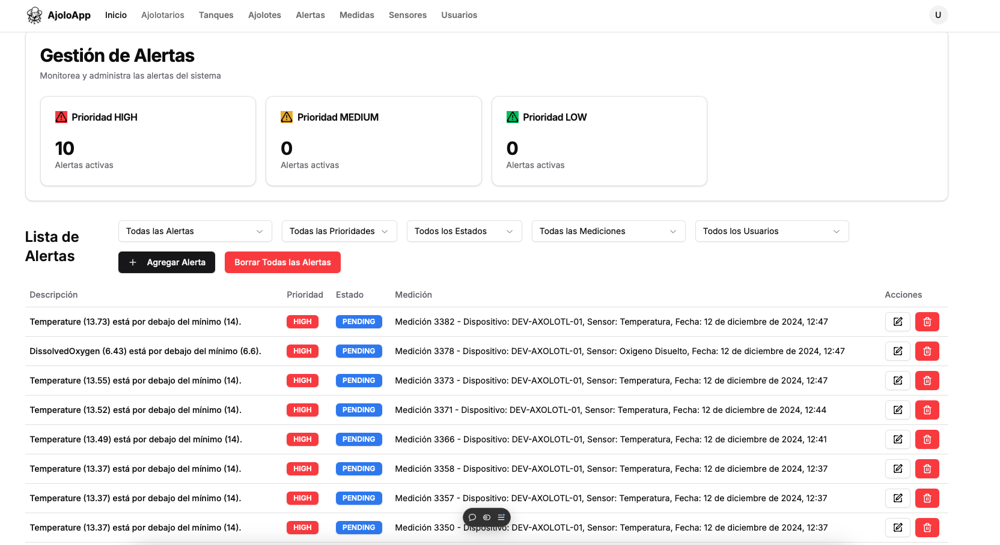 AjoloApp Inicio Ajolotarios Tanques Ajolotes Alertas Medidas Sensores Usuarios U
Gestión de Alertas
Monitorea y administra las alertas del sistema
Prioridad HIGH
10
Alertas activas
Prioridad MEDIUM
0
Alertas activas
Prioridad LOW
0
Alertas activas
Lista de
Alertas
Todas las Alertas Todas las Prioridades Todos los Estados Todas las Mediciones Todos los Usuarios
Agregar Alerta Borrar Todas las Alertas
Descripción Prioridad Estado Medición Acciones
Temperature (13.73) está por debajo del mínimo (14). HIGH PENDING Medición 3382 - Dispositivo: DEV-AXOLOTL-01, Sensor: Temperatura, Fecha: 12 de diciembre de 2024, 12:47
DissolvedOxygen (6.43) está por debajo del mínimo (6.6). HIGH PENDING Medición 3378 - Dispositivo: DEV-AXOLOTL-01, Sensor: Oxigeno Disuelto, Fecha: 12 de diciembre de 2024, 12:47
Temperature (13.55) está por debajo del mínimo (14). HIGH PENDING Medición 3373 - Dispositivo: DEV-AXOLOTL-01, Sensor: Temperatura, Fecha: 12 de diciembre de 2024, 12:47
Temperature (13.52) está por debajo del mínimo (14). HIGH PENDING Medición 3371 - Dispositivo: DEV-AXOLOTL-01, Sensor: Temperatura, Fecha: 12 de diciembre de 2024, 12:44
Temperature (13.49) está por debajo del mínimo (14). HIGH PENDING Medición 3366 - Dispositivo: DEV-AXOLOTL-01, Sensor: Temperatura, Fecha: 12 de diciembre de 2024, 12:41
Temperature (13.37) está por debajo del mínimo (14). HIGH PENDING Medición 3358 - Dispositivo: DEV-AXOLOTL-01, Sensor: Temperatura, Fecha: 12 de diciembre de 2024, 12:37
Temperature (13.37) está por debajo del mínimo (14). HIGH PENDING Medición 3357 - Dispositivo: DEV-AXOLOTL-01, Sensor: Temperatura, Fecha: 12 de diciembre de 2024, 12:37
Temperature (13.37) está por debajo del mínimo (14). HIGH PENDING Medición 3350 - Dispositivo: DEV-AXOLOTL-01, Sensor: Temperatura, Fecha: 12 de diciembre de 2024, 12:37